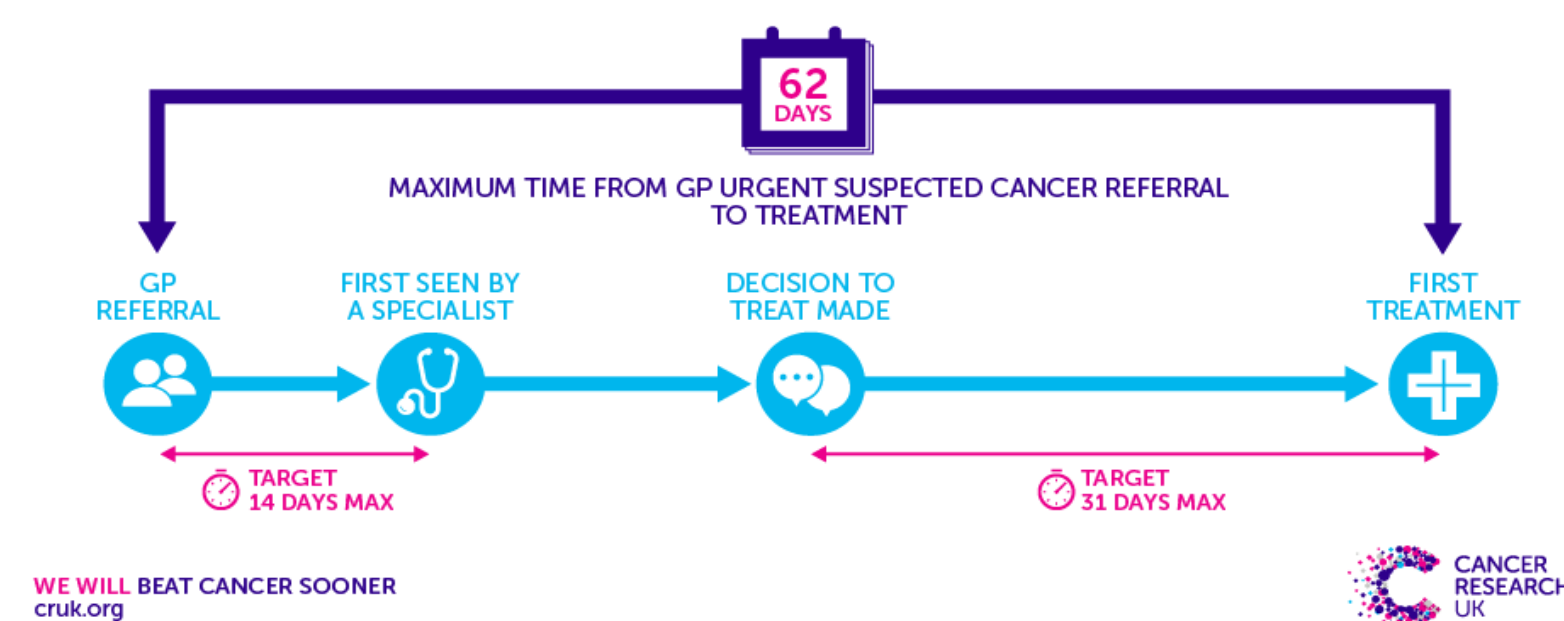 62
DAYS
MAXIMUM TIME FROM GP URGENT SUSPECTED CANCER REFERRAL
TO TREATMENT
GP
REFERRAL
FIRST SEEN BY
A SPECIALIST
DECISION TO
TREAT MADE
FIRST
TREATMENT
TARGET
14 DAYS MAX
TARGET
31 DAYS MAX
WE WILL BEAT CANCER SOONER
cruk.org
CANCER
RESEARCH
UK